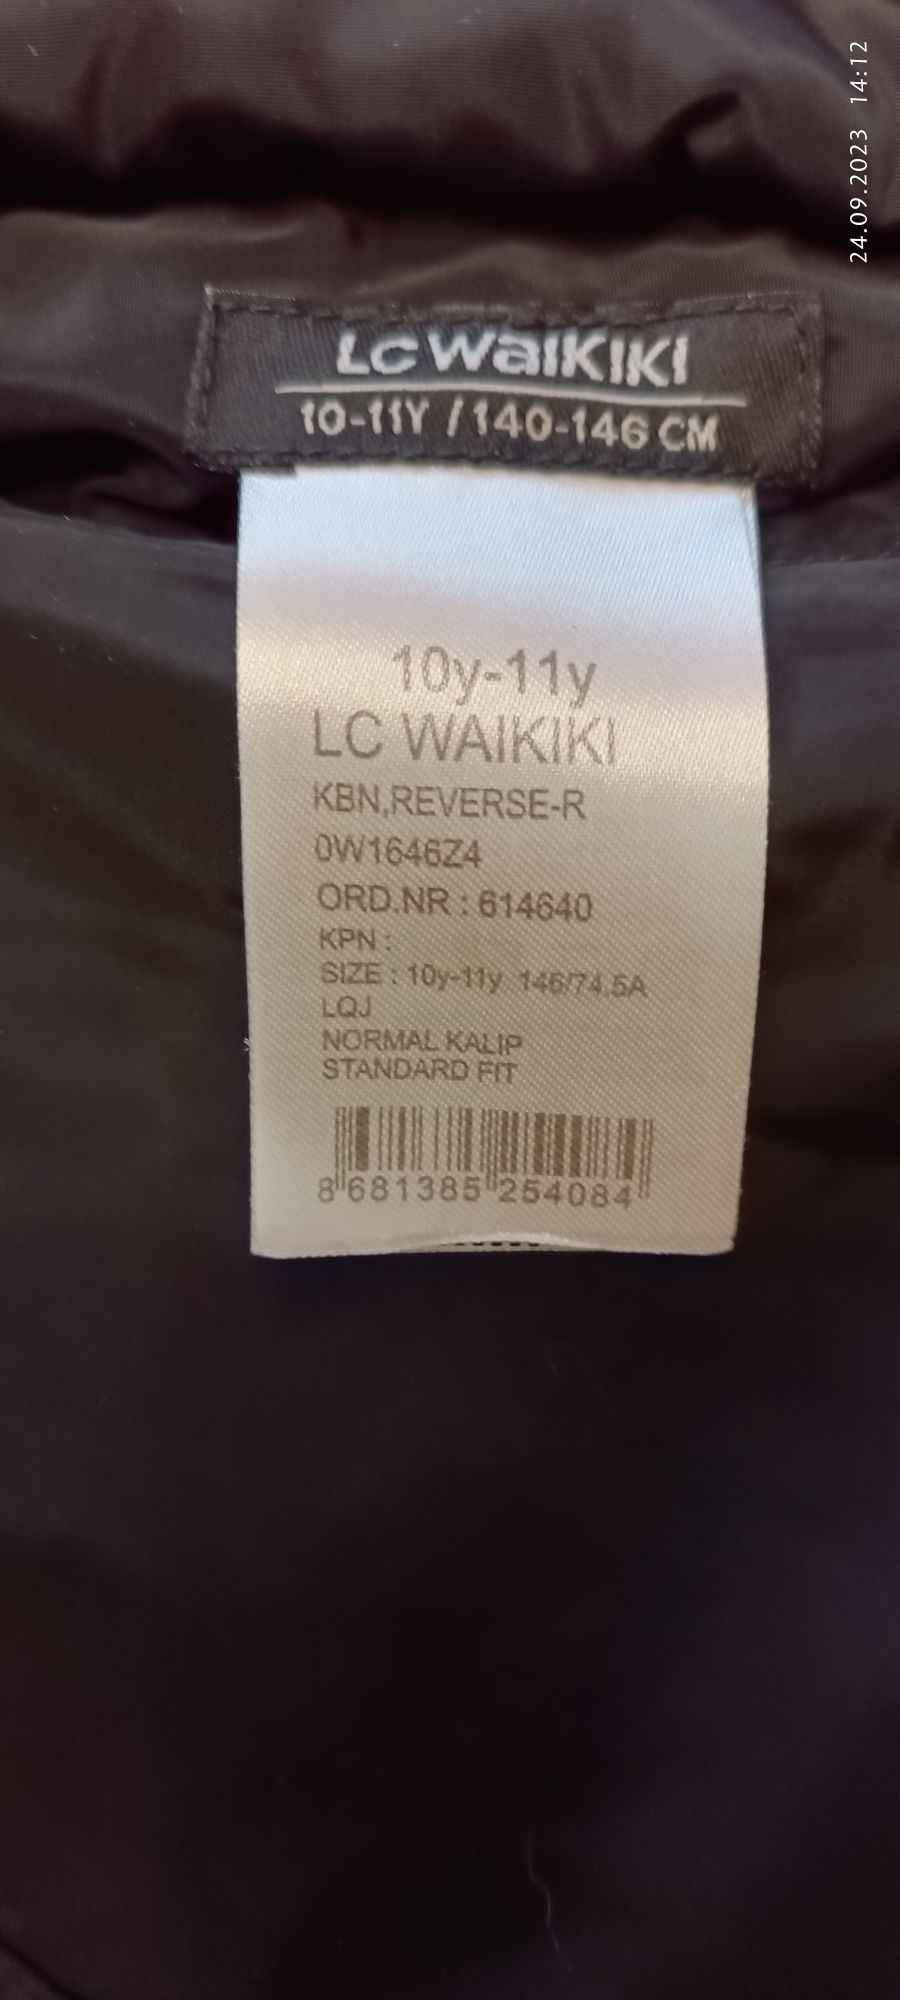 24.09.2023 14:12
LC WAIKIKI
10-11Y / 140-146 CM
10y-11y
LC WAIKIKI
KBN,REVERSE-R
0W1646Z4
ORD.NR : 614640
KPN :
SIZE : 10y-11y 146/74.5A
LQJ
NORMAL KALIP
STANDARD FIT
8 681385 254084